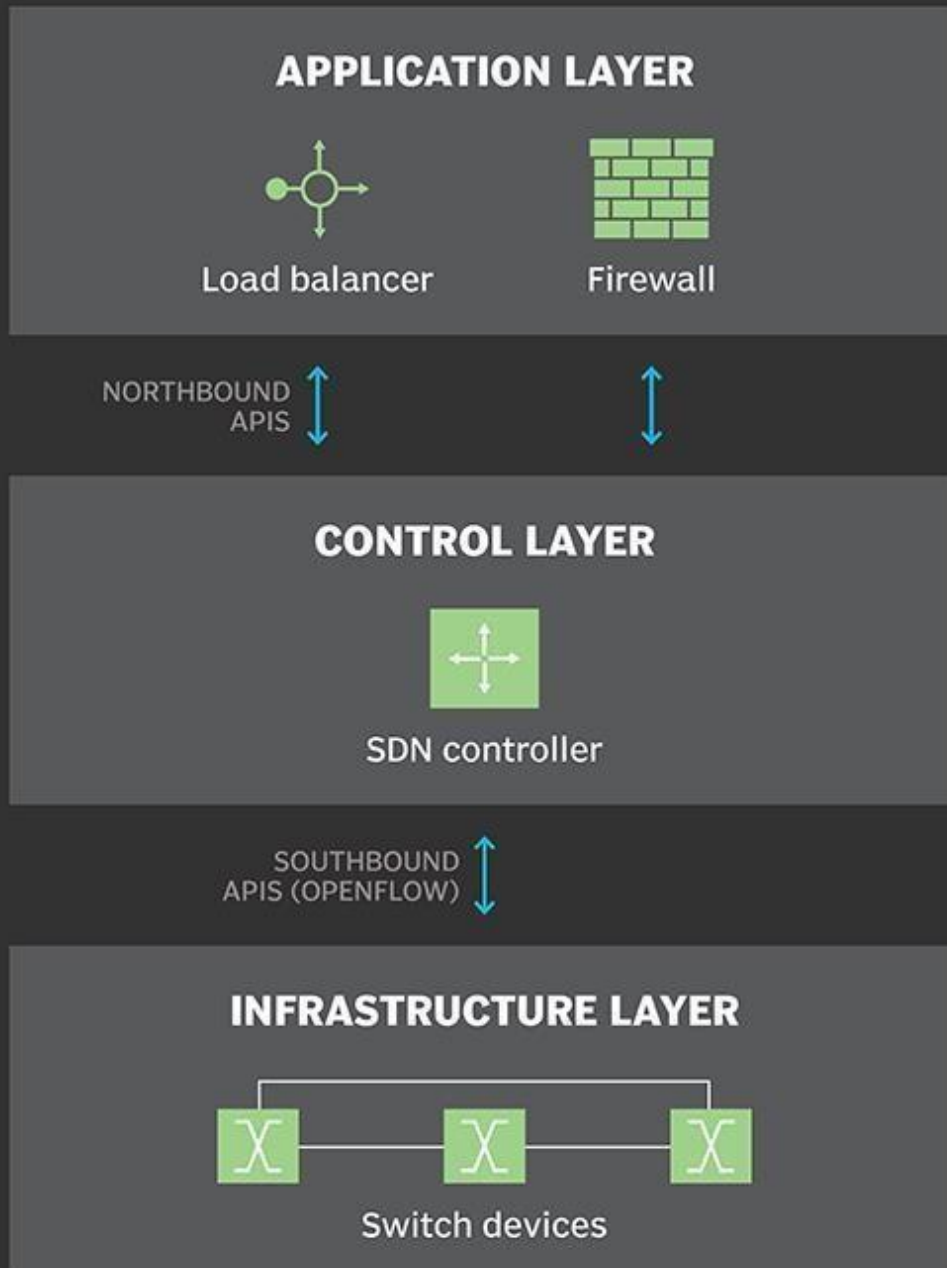 APPLICATION LAYER
Load balancer
Firewall
NORTHBOUND
APIS
CONTROL LAYER
SDN controller
SOUTHBOUND
APIS (OPENFLOW)
INFRASTRUCTURE LAYER
Switch devices